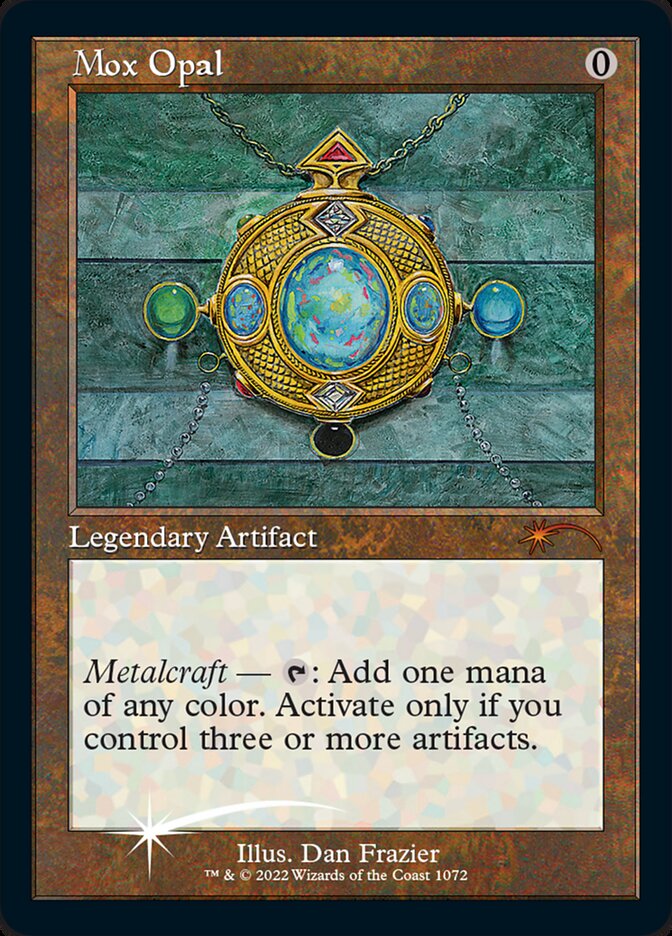 Mox Opal 0
Legendary Artifact
Metalcraft — : Add one mana
of any color. Activate only if you
control three or more artifacts.
Illus. Dan Frazier
™ & © 2022 Wizards of the Coast 1072